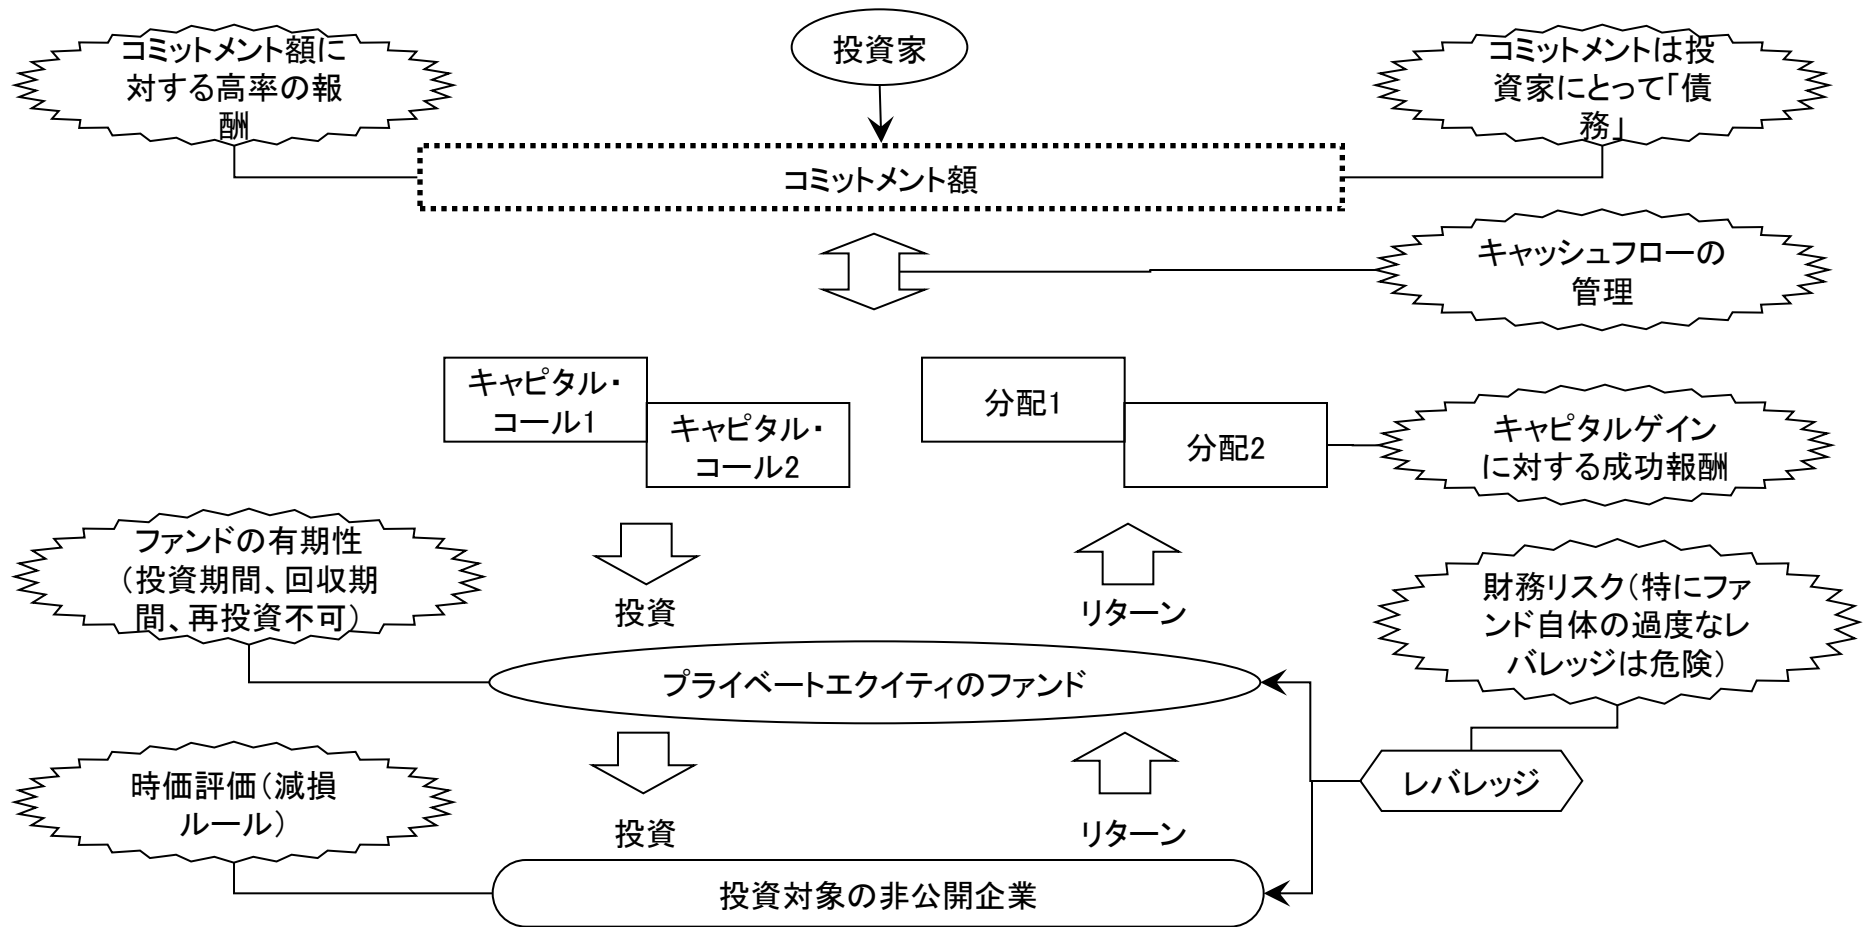 コミットメント額に
対する高率の報
酬
投資家
コミットメントは投
資家にとって「債
務」
コミットメント額
キャッシュフローの
管理
キャピタル・
コール1
キャピタル・
コール2
分配1
分配2
キャピタルゲイン
に対する成功報酬
ファンドの有期性
（投資期間、回収期
間、再投資不可）
投資
リターン
財務リスク（特にファ
ンド自体の過度なレ
バレッジは危険）
プライベートエクイティのファンド
レバレッジ
時価評価（減損
ルール）
投資
リターン
投資対象の非公開企業